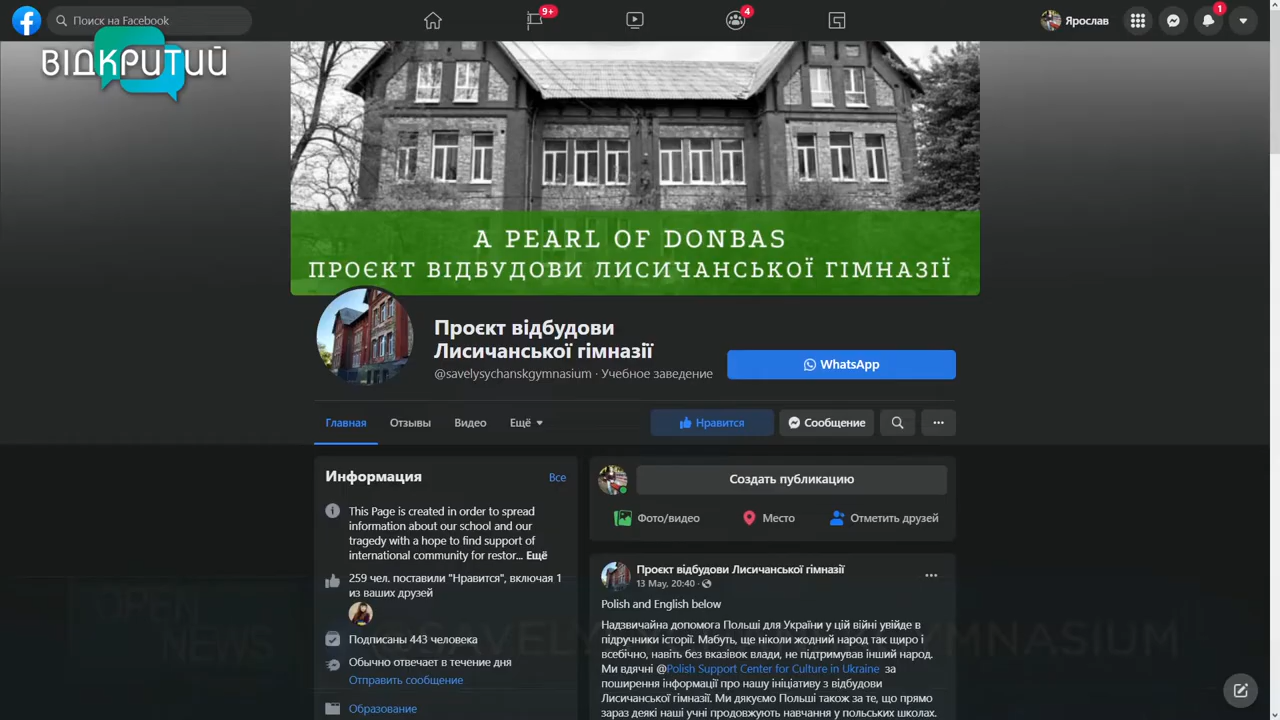 Поиск на Facebook
9+
4
Ярослав
1
ВІДКРИТИЙ
A PEARL OF DONBAS
ПРОЄКТ ВІДБУДОВИ ЛИСИЧАНСЬКОЇ ГІМНАЗІЇ
Проєкт відбудови
Лисичанської гімназії
@savelysychanskgymnasium · Учебное заведение
WhatsApp
Главная
Отзывы
Видео
Ещё
Нравится
Сообщение
Информация
Все
This Page is created in order to spread
information about our school and our
tragedy with a hope to find support of
international community for restor... Ещё
259 чел. поставили "Нравится", включая 1
из ваших друзей
Подписаны 443 человека
Обычно отвечает в течение дня
Отправить сообщение
Образование
Создать публикацию
Фото/видео
Место
Отметить друзей
Проєкт відбудови Лисичанської гімназії
13 May, 20:40 ·
Polish and English below
Надзвичайна допомога Польщі для України у цій війні увійде в
підручники історії. Мабуть, ще ніколи жодний народ так щиро і
всебічно, навіть без вказівок влади, не підтримував інший народ.
Ми вдячні @Polish Support Center for Culture in Ukraine за
поширення інформації про нашу ініціативу з відбудови
Лисичанської гімназії. Ми дякуємо Польщі також за те, що прямо
зараз деякі наші учні продовжують навчання у польських школах.
OPEN
NEWS
@SAVELYSYCHANSKGYMNASIUM